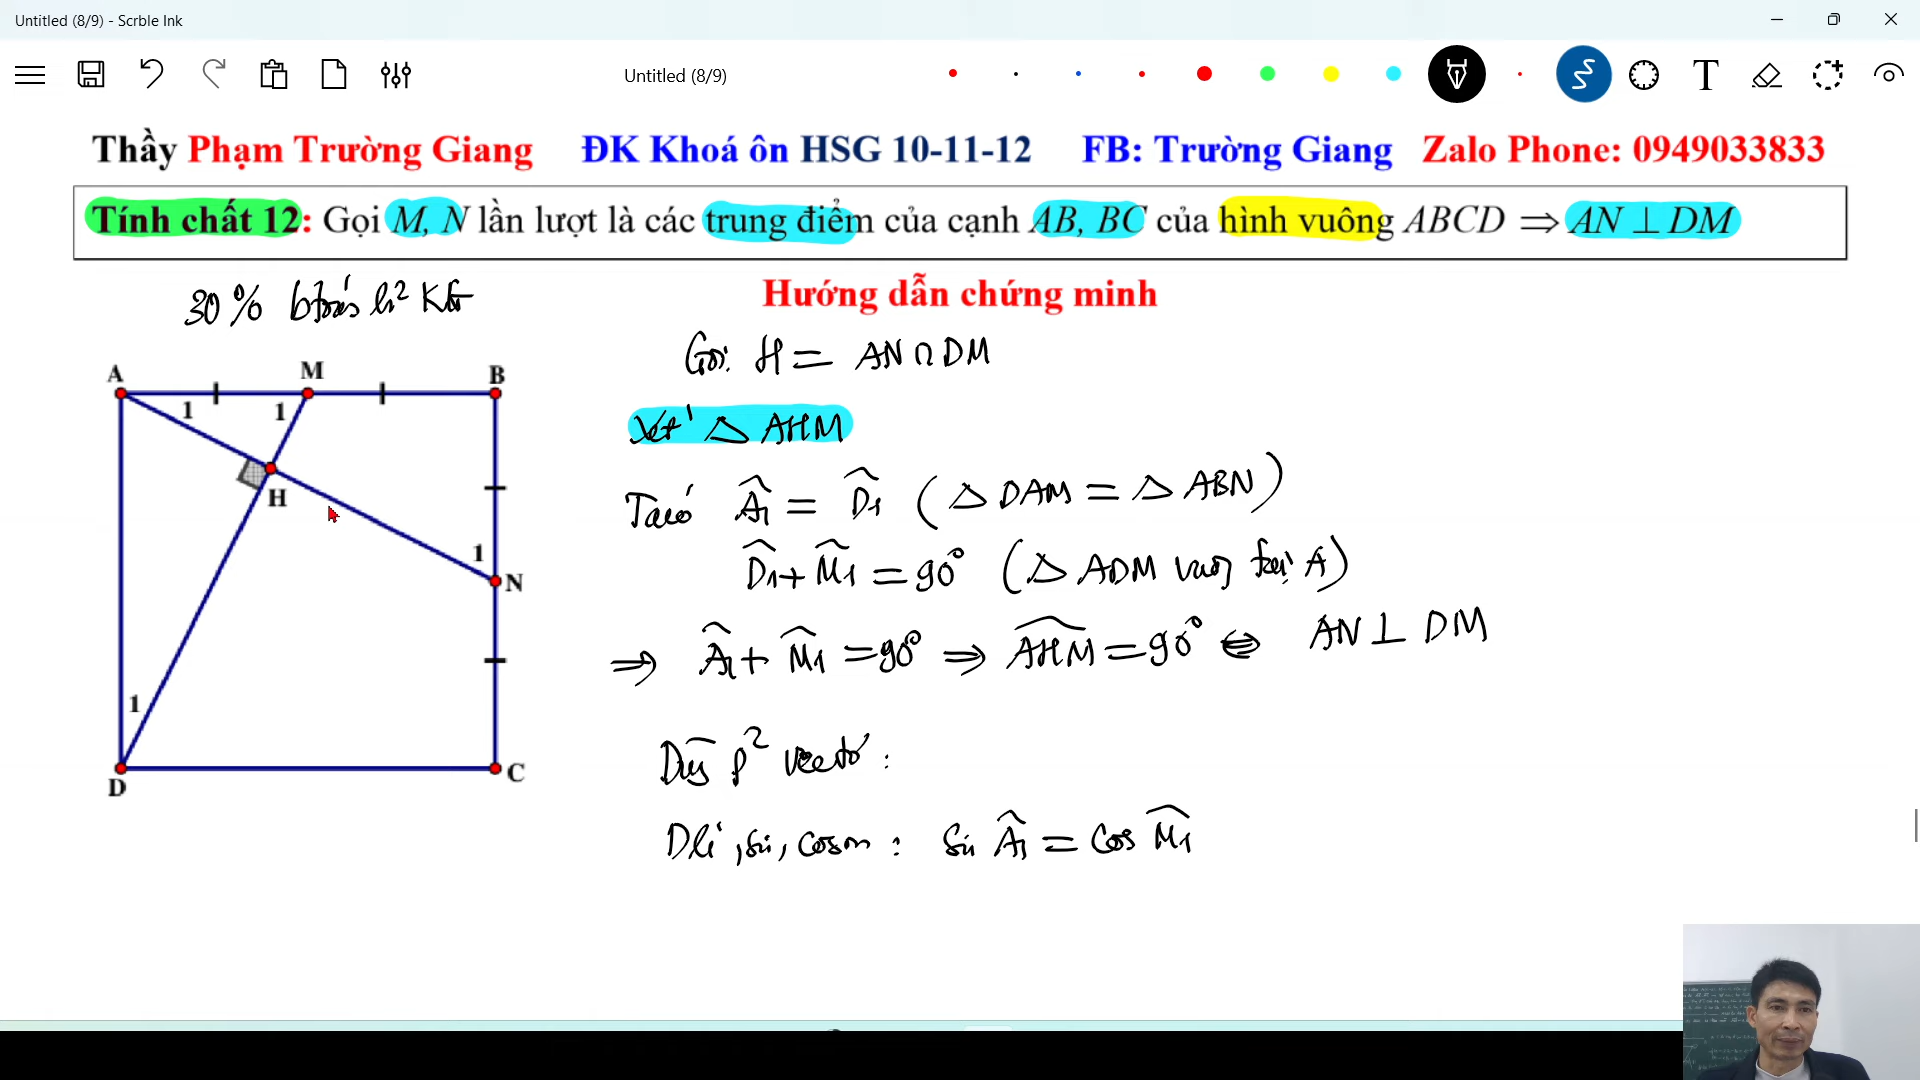 Untitled (8/9) - Scrble Ink
Untitled (8/9)
T
Thầy Phạm Trường Giang ĐK Khoá ôn HSG 10-11-12 FB: Trường Giang Zalo Phone: 0949033833
Tính chất 12: Gọi M, N lần lượt là các trung điểm của cạnh AB, BC của hình vuông ABCD ⇒ AN ⊥ DM
30%
Hướng dẫn chứng minh
Gọi H = AN ∩ DM
Xét △ AHM
Ta có Â₁ = D̂₁ (△ DAM = △ ABN)
D̂₁ + M̂₁ = 90° (△ ADM vuông tại A)
⇒ Â₁ + M̂₁ = 90° ⇒ AHM = 90° ⇔ AN ⊥ DM
Dùng p² vectơ :
Đlí, sin, cosin : Sin Â₁ = Cos M̂₁
A M B
1 1
H
1
N
1
D C